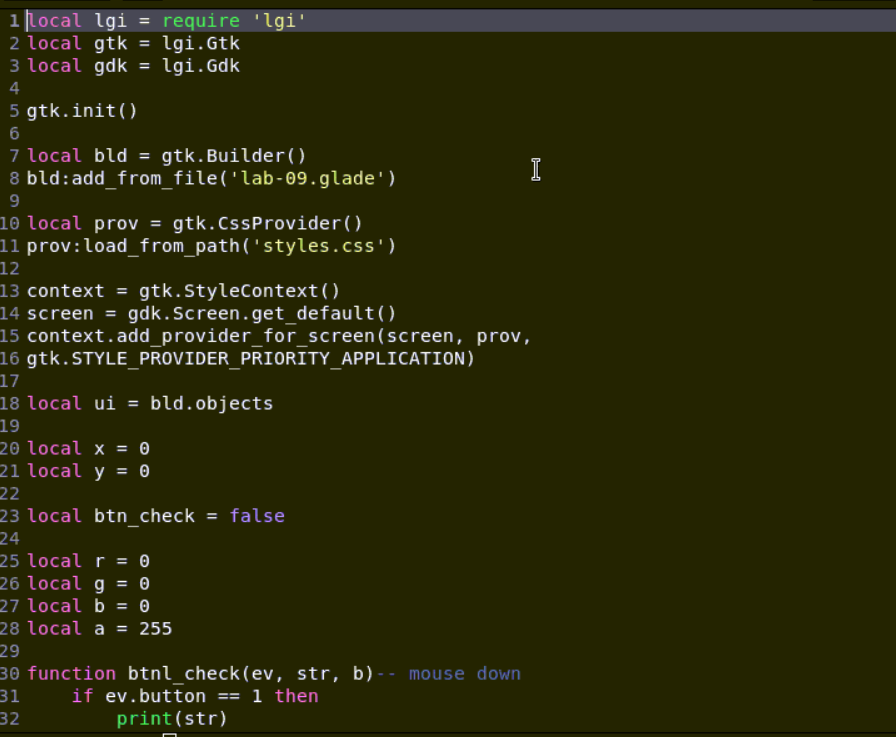 1 local lgi = require 'lgi'
2 local gtk = lgi.Gtk
3 local gdk = lgi.Gdk
4
5 gtk.init()
6
7 local bld = gtk.Builder()
8 bld:add_from_file('lab-09.glade')
9
10 local prov = gtk.CssProvider()
11 prov:load_from_path('styles.css')
12
13 context = gtk.StyleContext()
14 screen = gdk.Screen.get_default()
15 context.add_provider_for_screen(screen, prov,
16 gtk.STYLE_PROVIDER_PRIORITY_APPLICATION)
17
18 local ui = bld.objects
19
20 local x = 0
21 local y = 0
22
23 local btn_check = false
24
25 local r = 0
26 local g = 0
27 local b = 0
28 local a = 255
29
30 function btnl_check(ev, str, b)-- mouse down
31     if ev.button == 1 then
32         print(str)